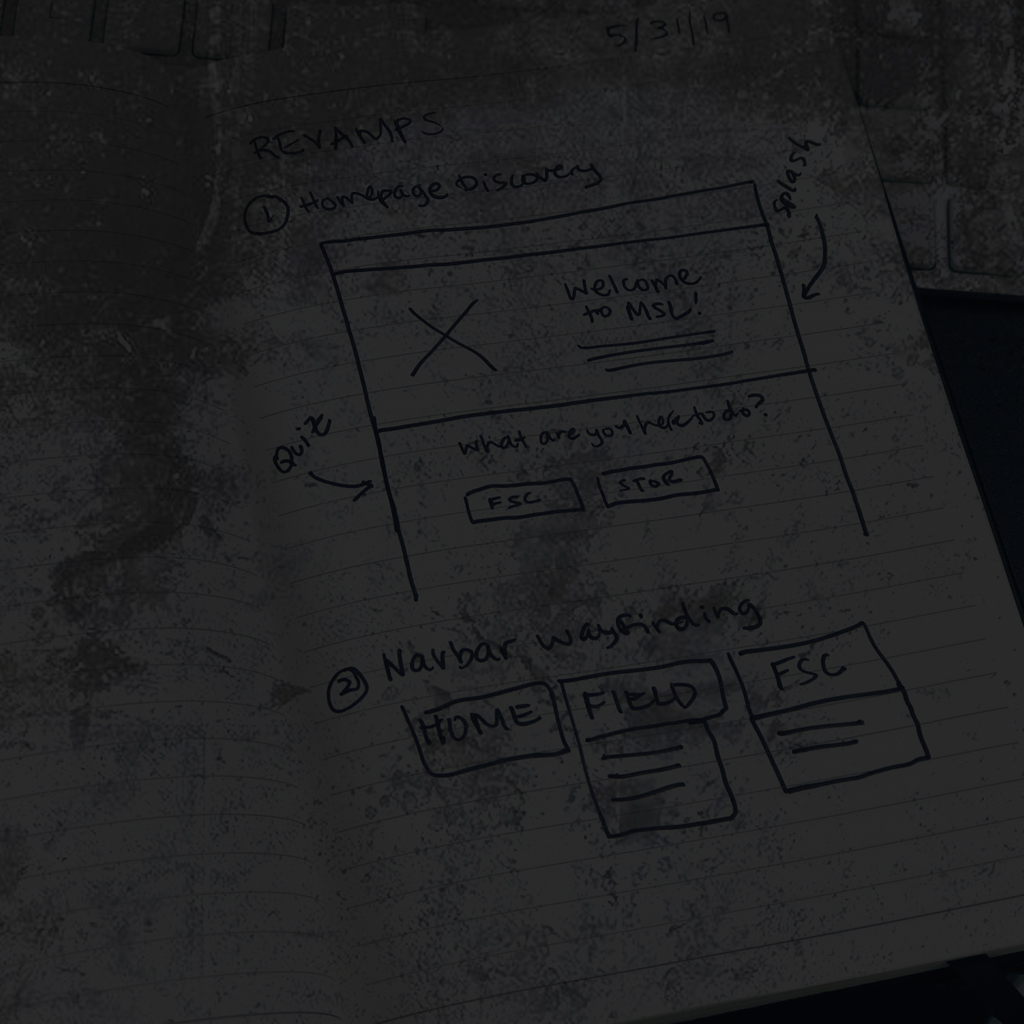 5/31/19
REVAMPS
1 Homepage Discovery
splash
Welcome
to MSL!
Quiz
What are you here to do?
FSC
STOR
2 Navbar wayfinding
HOME
FIELD
FSC